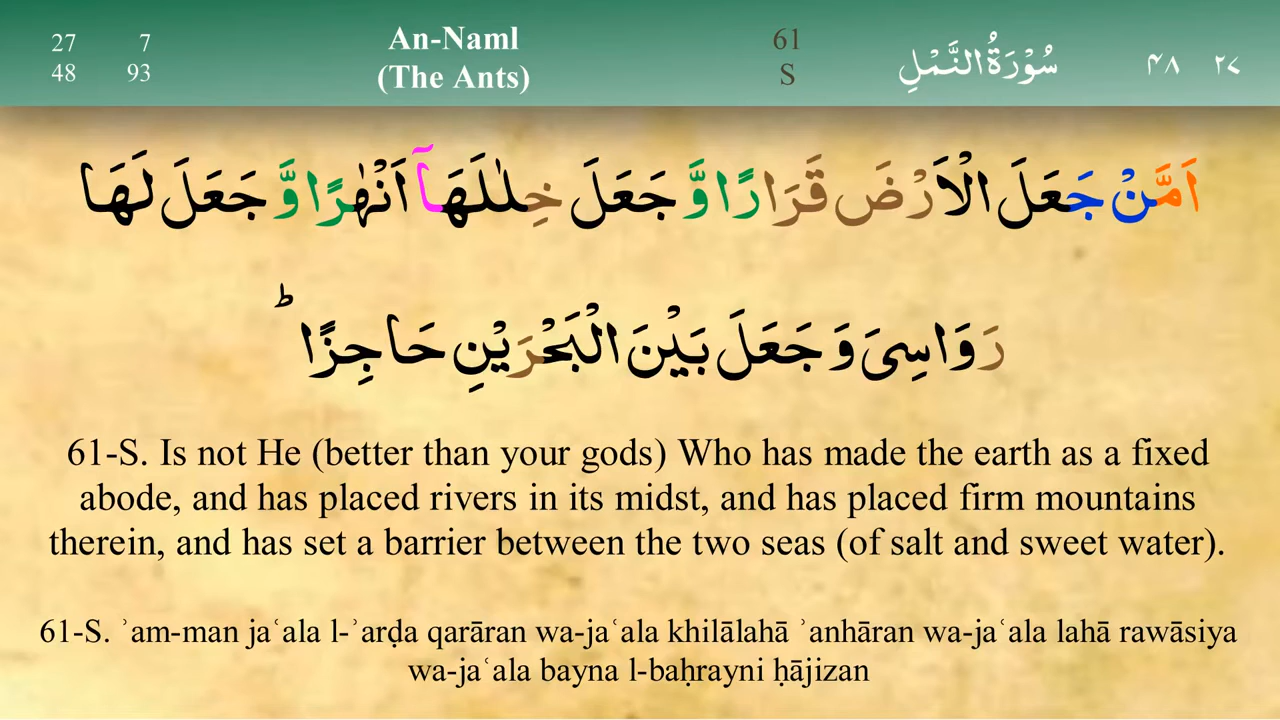 27 7 An-Naml 61 سُوْرَةُ النَّمْلِ ۴۸ ۲۷
48 93 (The Ants) S
اَمَّنْ جَعَلَ الْاَرْضَ قَرَارًا وَّ جَعَلَ خِلٰلَهَاۤ اَنْهٰرًا وَّ جَعَلَ لَهَا
رَوَاسِیَ وَ جَعَلَ بَیْنَ الْبَحْرَیْنِ حَاجِزًا ؕ
61-S. Is not He (better than your gods) Who has made the earth as a fixed
abode, and has placed rivers in its midst, and has placed firm mountains
therein, and has set a barrier between the two seas (of salt and sweet water).
61-S. ʾam-man jaʿala l-ʾarḍa qarāran wa-jaʿala khilālahā ʾanhāran wa-jaʿala lahā rawāsiya
wa-jaʿala bayna l-baḥrayni ḥājizan